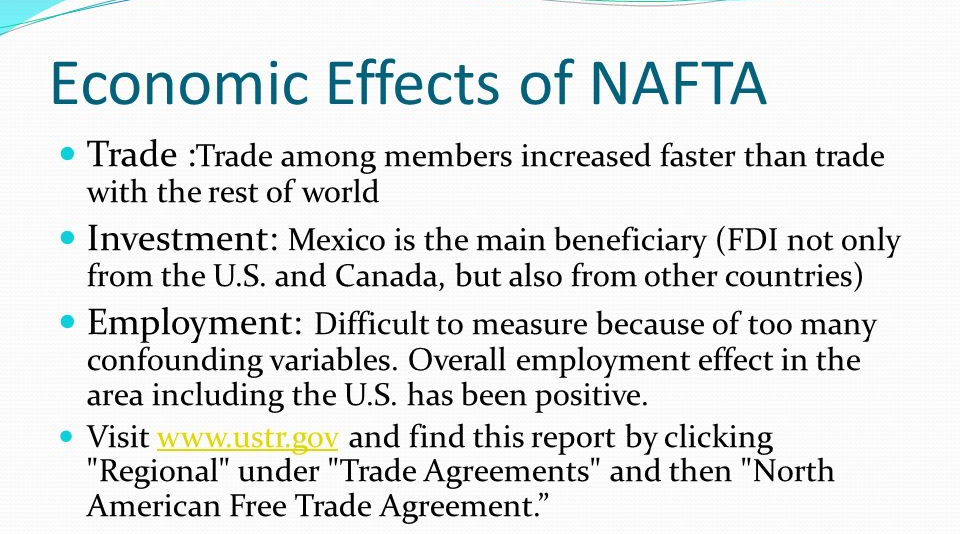 Economic Effects of NAFTA
Trade :Trade among members increased faster than trade
with the rest of world
Investment: Mexico is the main beneficiary (FDI not only
from the U.S. and Canada, but also from other countries)
Employment: Difficult to measure because of too many
confounding variables. Overall employment effect in the
area including the U.S. has been positive.
Visit www.ustr.gov and find this report by clicking
"Regional" under "Trade Agreements" and then "North
American Free Trade Agreement.”